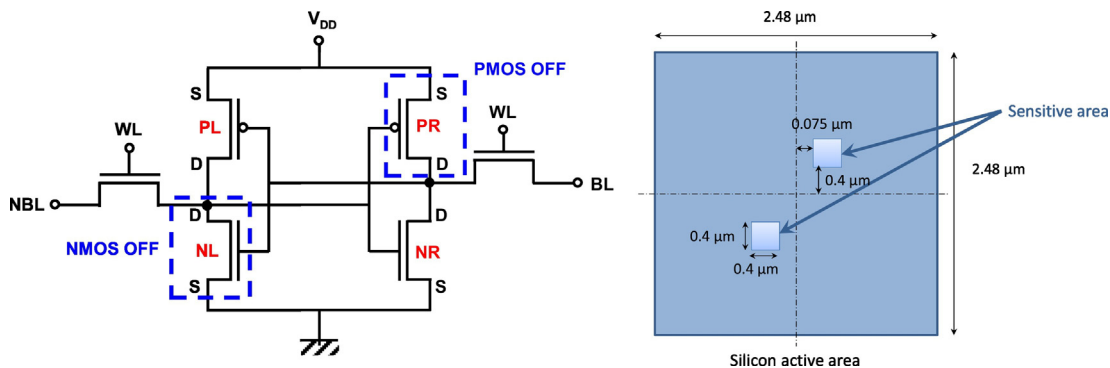 V_DD
PMOS OFF
S
S
WL
PL
PR
WL
D
D
NBL
BL
D
D
NMOS OFF
NL
NR
S
S
2.48 µm
Sensitive area
0.075 µm
2.48 µm
0.4 µm
0.4 µm
0.4 µm
Silicon active area